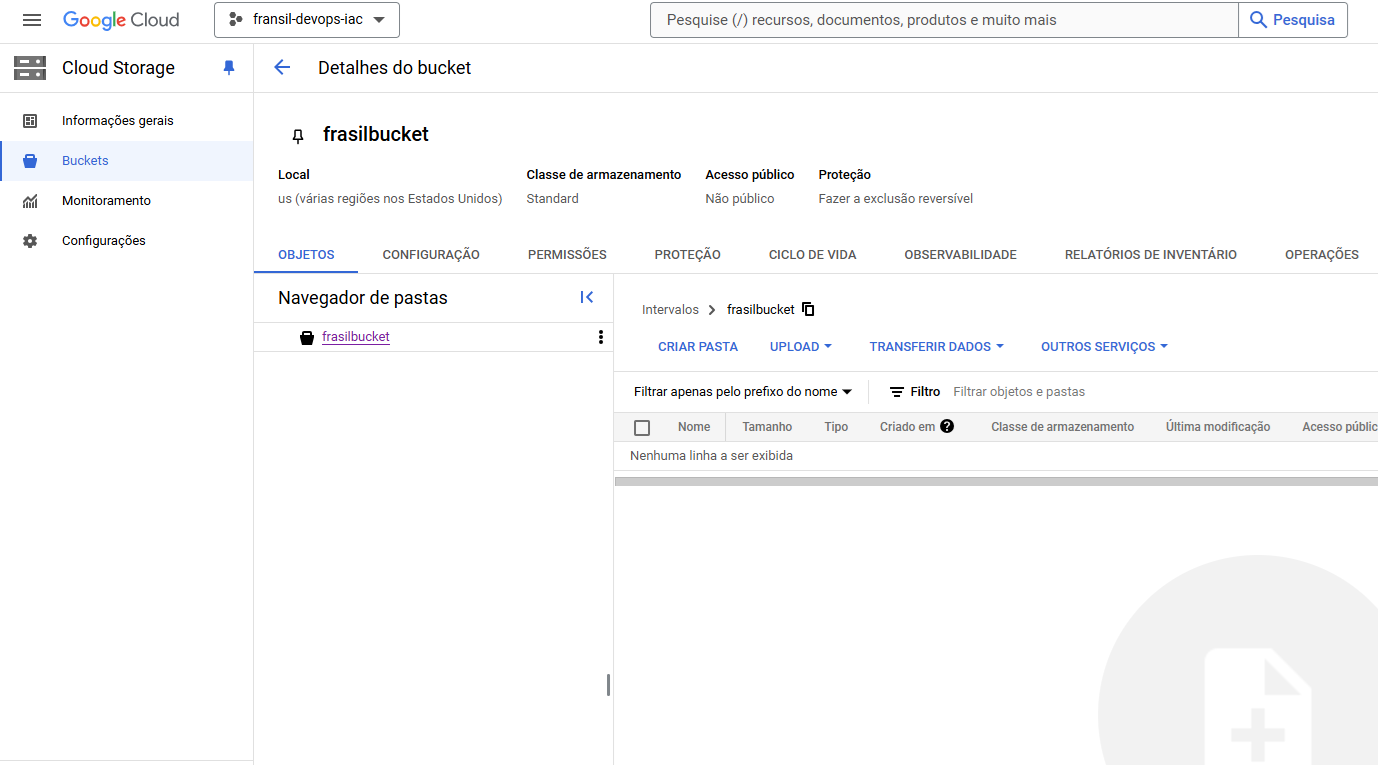 Google Cloud
fransil-devops-iac
Pesquise (/) recursos, documentos, produtos e muito mais
Pesquisa
Cloud Storage
Detalhes do bucket
Informações gerais
Buckets
Monitoramento
Configurações
frasilbucket
Local
Classe de armazenamento
Acesso público
Proteção
us (várias regiões nos Estados Unidos)
Standard
Não público
Fazer a exclusão reversível
OBJETOS
CONFIGURAÇÃO
PERMISSÕES
PROTEÇÃO
CICLO DE VIDA
OBSERVABILIDADE
RELATÓRIOS DE INVENTÁRIO
OPERAÇÕES
Navegador de pastas
frasilbucket
Intervalos
frasilbucket
CRIAR PASTA
UPLOAD
TRANSFERIR DADOS
OUTROS SERVIÇOS
Filtrar apenas pelo prefixo do nome
Filtro
Filtrar objetos e pastas
Nome
Tamanho
Tipo
Criado em
Classe de armazenamento
Última modificação
Acesso públic
Nenhuma linha a ser exibida